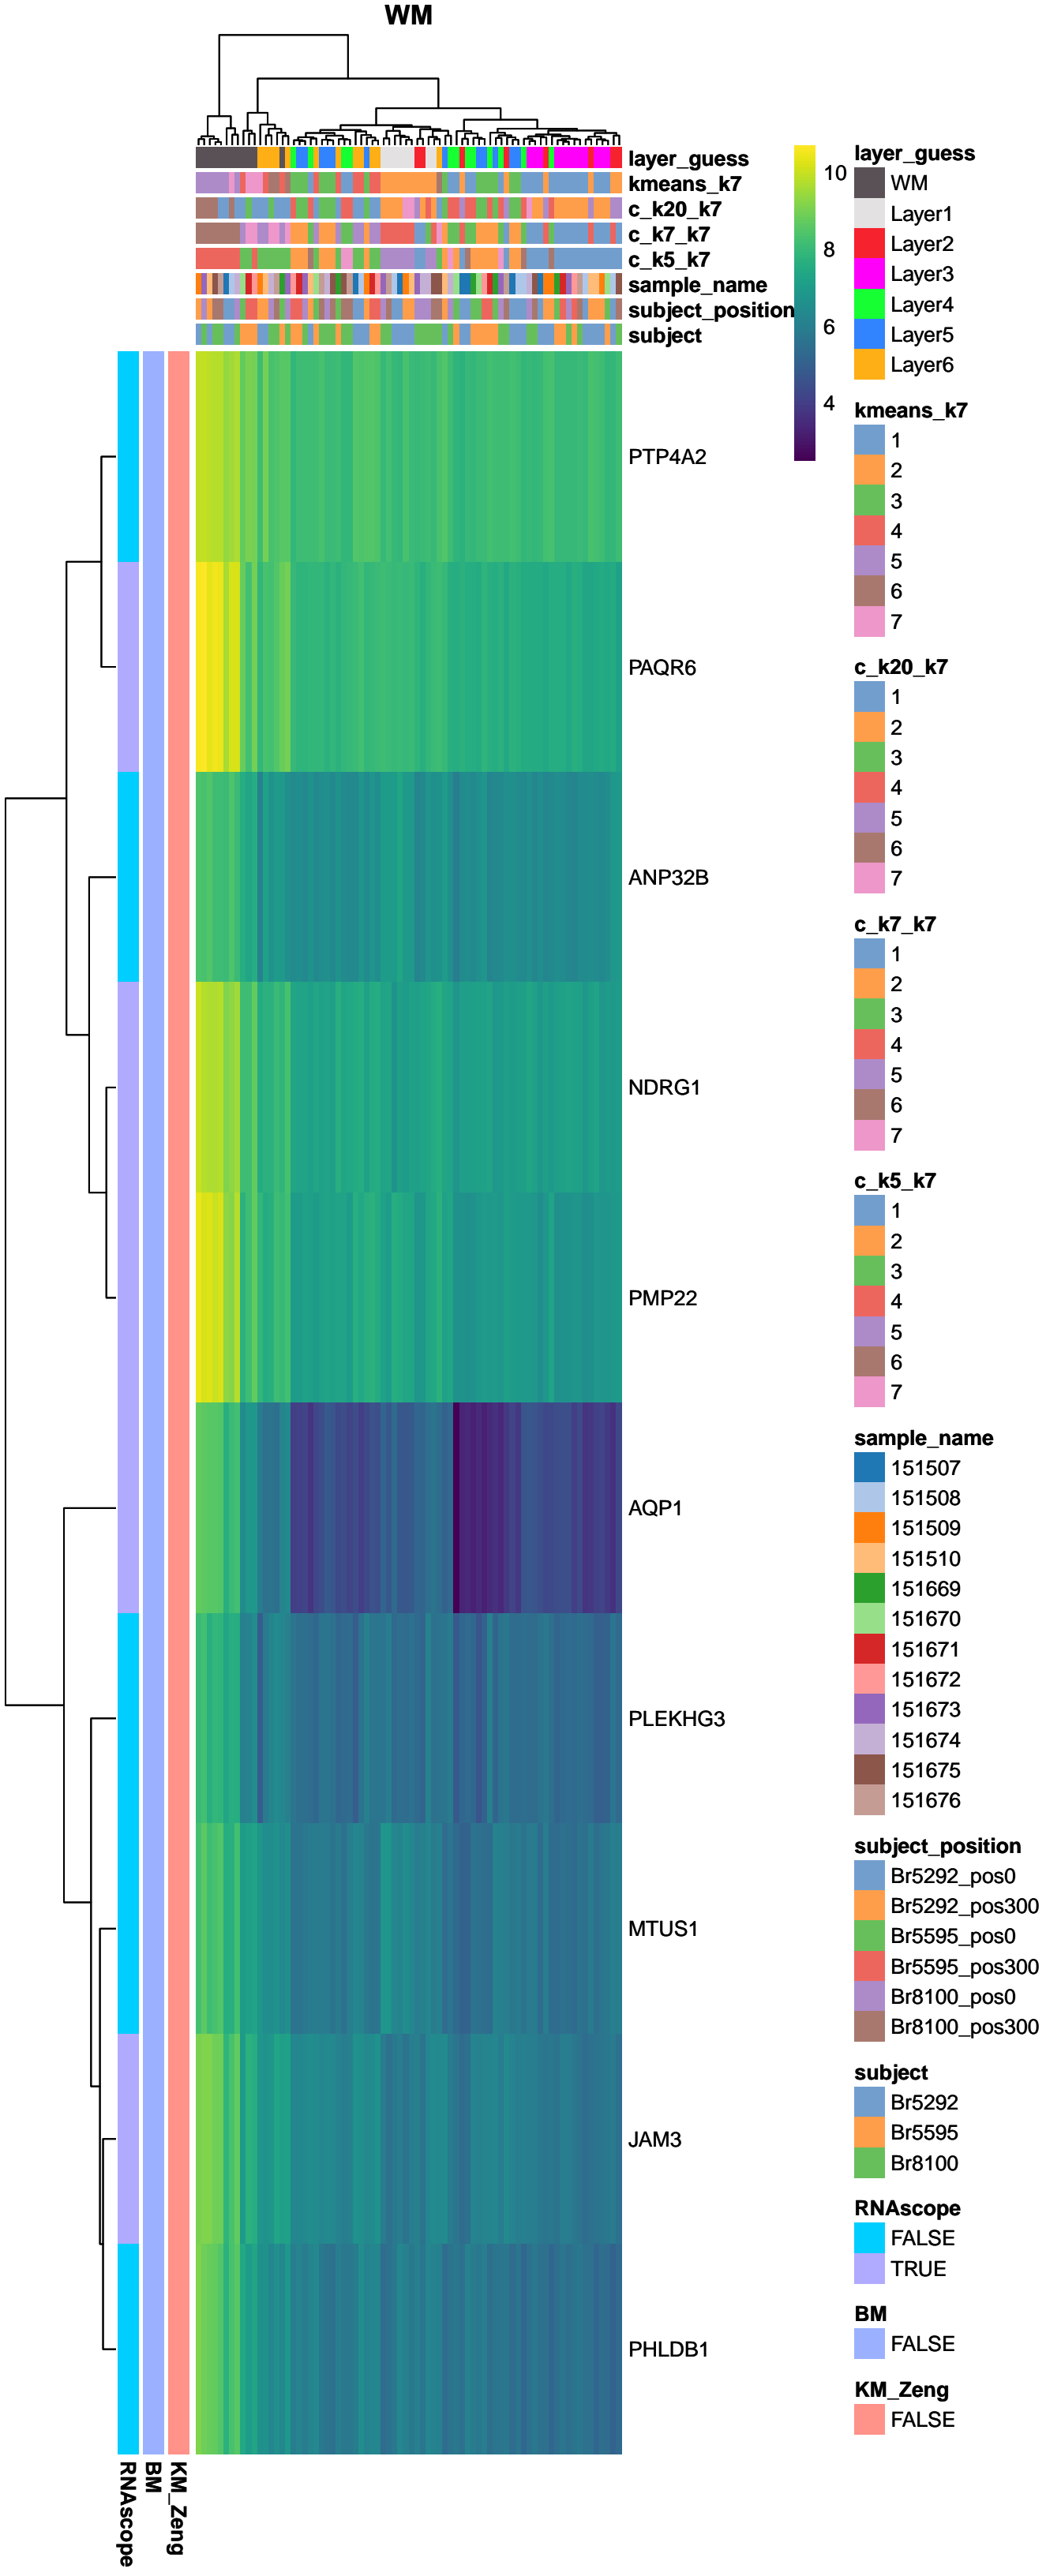 WM
layer_guess
kmeans_k7
c_k20_k7
c_k7_k7
c_k5_k7
sample_name
subject_position
subject
10
8
6
4
PTP4A2
PAQR6
ANP32B
NDRG1
PMP22
AQP1
PLEKHG3
MTUS1
JAM3
PHLDB1
RNAscope
BM
KM_Zeng
layer_guess
WM
Layer1
Layer2
Layer3
Layer4
Layer5
Layer6
kmeans_k7
1
2
3
4
5
6
7
c_k20_k7
1
2
3
4
5
6
7
c_k7_k7
1
2
3
4
5
6
7
c_k5_k7
1
2
3
4
5
6
7
sample_name
151507
151508
151509
151510
151669
151670
151671
151672
151673
151674
151675
151676
subject_position
Br5292_pos0
Br5292_pos300
Br5595_pos0
Br5595_pos300
Br8100_pos0
Br8100_pos300
subject
Br5292
Br5595
Br8100
RNAscope
FALSE
TRUE
BM
FALSE
KM_Zeng
FALSE